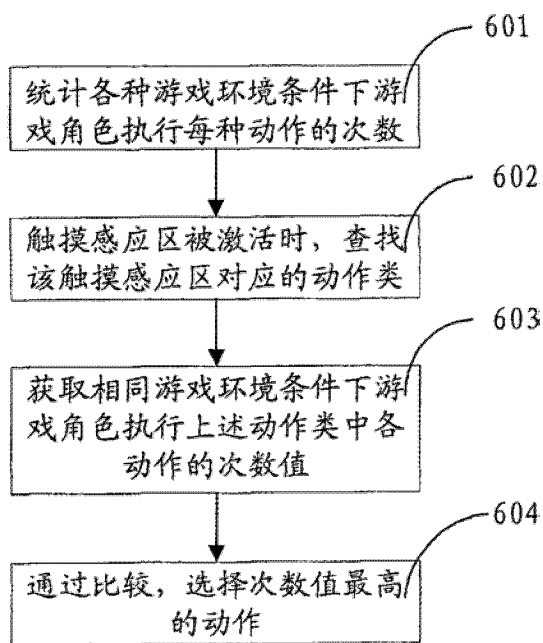 601
统计各种游戏环境条件下游
戏角色执行每种动作的次数
602
触摸感应区被激活时，查找
该触摸感应区对应的动作类
603
获取相同游戏环境条件下游
戏角色执行上述动作类中各
动作的次数值
604
通过比较，选择次数值最高
的动作